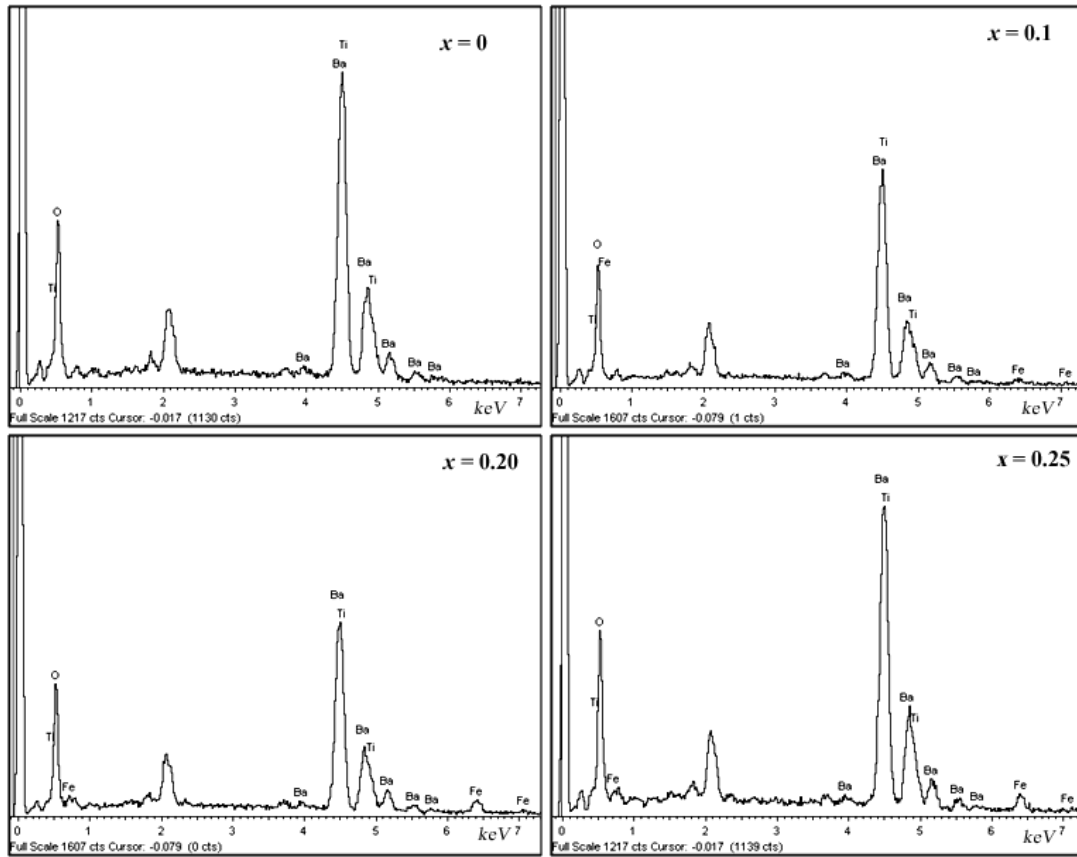 x = 0
Ti
Ba
O
Ti
Ba
Ti
Ba
Ba
Ba
Ba
0 1 2 3 4 5 6 7
keV
Full Scale 1217 cts Cursor: -0.017 (1130 cts)
x = 0.1
Ti
Ba
O
Fe
Ti
Ba
Ti
Ba
Ba
Ba
Ba
Fe
Fe
0 1 2 3 4 5 6 keV 7
Full Scale 1607 cts Cursor: -0.079 (1 cts)
x = 0.20
Ba
Ti
O
Ti
Fe
Ba
Ti
Ba
Ba
Ba
Ba
Fe
Fe
0 1 2 3 4 5 6 keV 7
Full Scale 1607 cts Cursor: -0.079 (0 cts)
x = 0.25
Ba
Ti
O
Ti
Fe
Ba
Ti
Ba
Ba
Ba
Ba
Fe
Fe
0 1 2 3 4 5 6 keV 7
Full Scale 1217 cts Cursor: -0.017 (1139 cts)